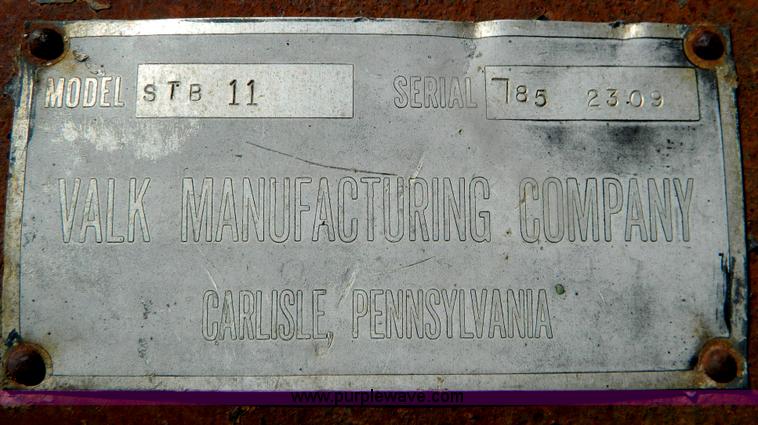 MODEL STB 11 SERIAL 785 2309
VALK MANUFACTURING COMPANY
CARLISLE, PENNSYLVANIA
www.purplewave.com